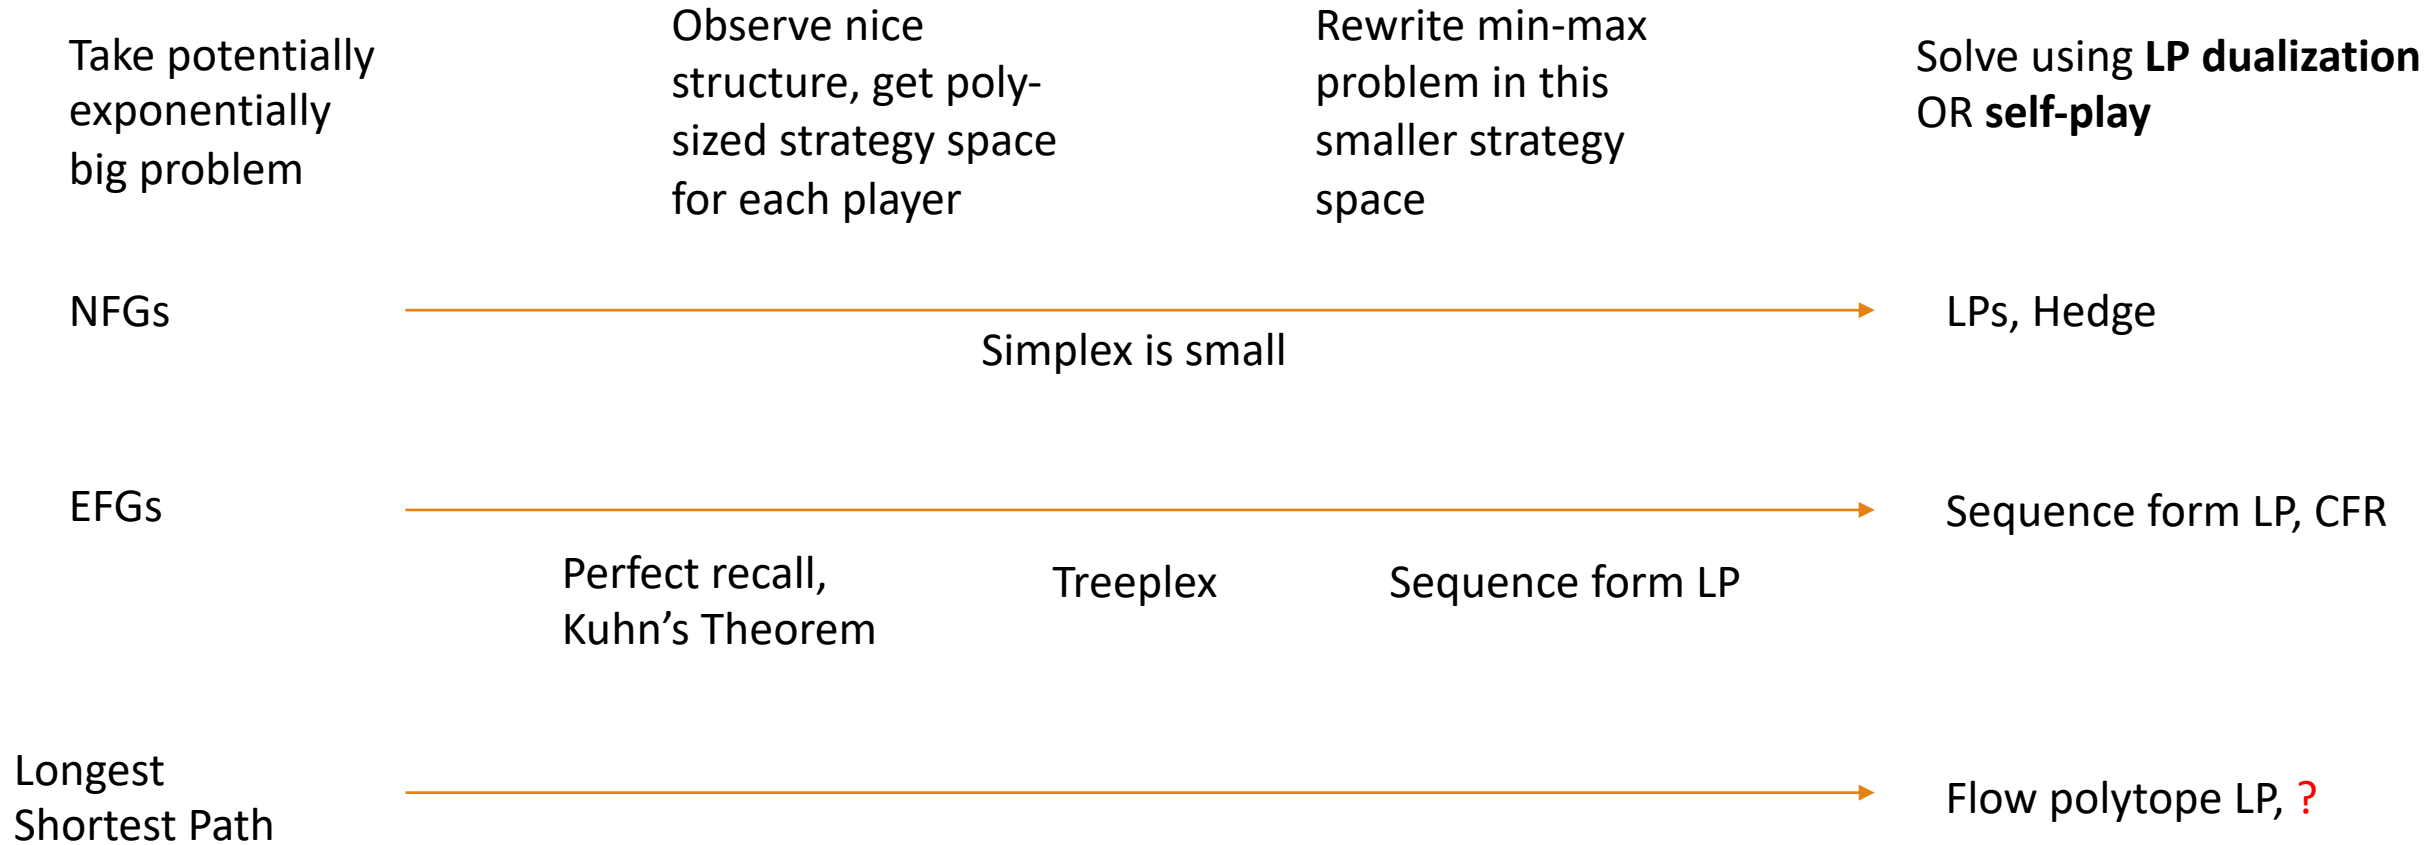 Take potentially
exponentially
big problem
Observe nice
structure, get poly-
sized strategy space
for each player
Rewrite min-max
problem in this
smaller strategy
space
Solve using LP dualization
OR self-play
NFGs
Simplex is small
LPs, Hedge
EFGs
Perfect recall,
Kuhn’s Theorem
Treeplex
Sequence form LP
Sequence form LP, CFR
Longest
Shortest Path
Flow polytope LP, ?